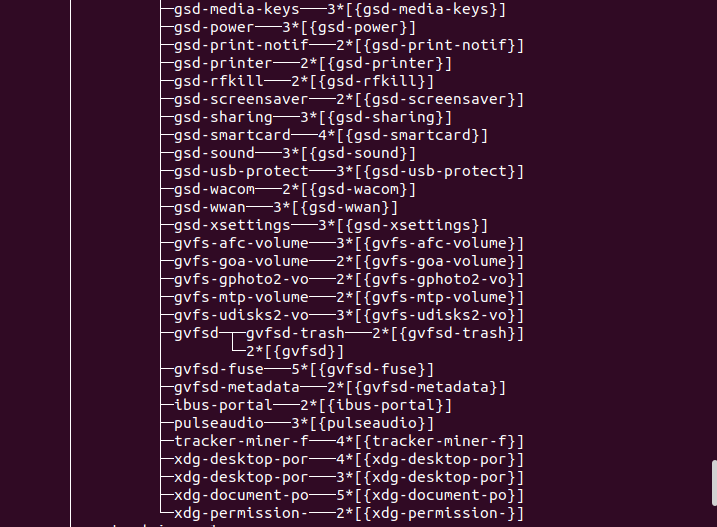 ├─gsd-media-keys───3*[{gsd-media-keys}]
├─gsd-power───3*[{gsd-power}]
├─gsd-print-notif───2*[{gsd-print-notif}]
├─gsd-printer───2*[{gsd-printer}]
├─gsd-rfkill───2*[{gsd-rfkill}]
├─gsd-screensaver───2*[{gsd-screensaver}]
├─gsd-sharing───3*[{gsd-sharing}]
├─gsd-smartcard───4*[{gsd-smartcard}]
├─gsd-sound───3*[{gsd-sound}]
├─gsd-usb-protect───3*[{gsd-usb-protect}]
├─gsd-wacom───2*[{gsd-wacom}]
├─gsd-wwan───3*[{gsd-wwan}]
├─gsd-xsettings───3*[{gsd-xsettings}]
├─gvfs-afc-volume───3*[{gvfs-afc-volume}]
├─gvfs-goa-volume───2*[{gvfs-goa-volume}]
├─gvfs-gphoto2-vo───2*[{gvfs-gphoto2-vo}]
├─gvfs-mtp-volume───2*[{gvfs-mtp-volume}]
├─gvfs-udisks2-vo───3*[{gvfs-udisks2-vo}]
├─gvfsd─┬─gvfsd-trash───2*[{gvfsd-trash}]
│       └─2*[{gvfsd}]
├─gvfsd-fuse───5*[{gvfsd-fuse}]
├─gvfsd-metadata───2*[{gvfsd-metadata}]
├─ibus-portal───2*[{ibus-portal}]
├─pulseaudio───3*[{pulseaudio}]
├─tracker-miner-f───4*[{tracker-miner-f}]
├─xdg-desktop-por───4*[{xdg-desktop-por}]
├─xdg-desktop-por───3*[{xdg-desktop-por}]
├─xdg-document-po───5*[{xdg-document-po}]
└─xdg-permission-───2*[{xdg-permission-}]